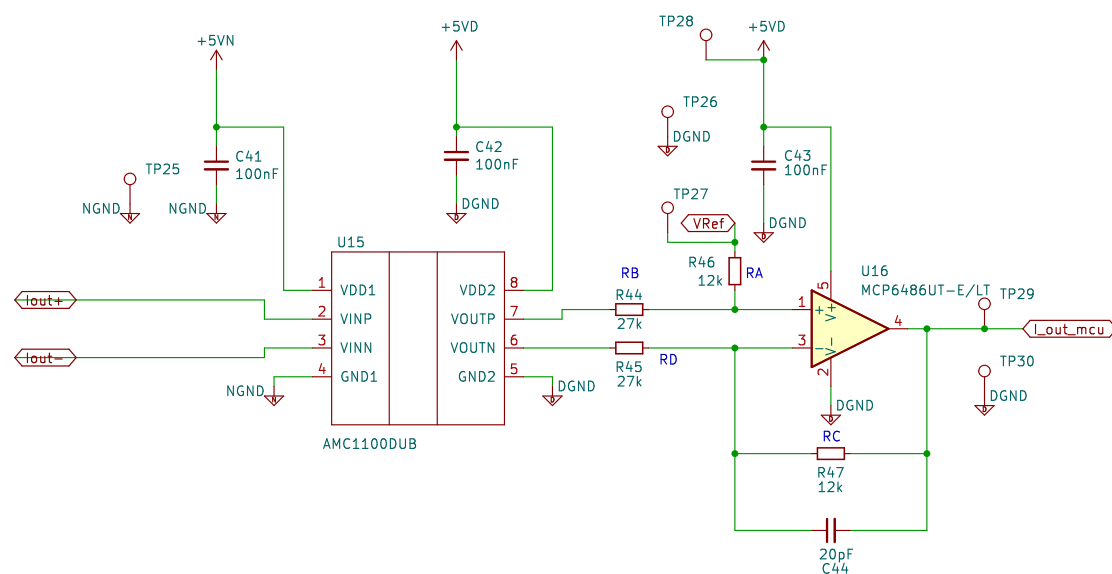 TP28
+5VD
+5VN
+5VD
TP26
DGND
C41
100nF
C42
100nF
C43
100nF
TP25
NGND
NGND
DGND
TP27
VRef
DGND
U15
R46
12k
RA
U16
MCP6486UT-E/LT
1
VDD1
VDD2
8
RB
R44
27k
TP29
Iout+
2
VINP
VOUTP
7
1
+
V+
5
4
I_out_mcu
Iout-
3
VINN
VOUTN
6
R45
27k
RD
3
−
V-
2
TP30
NGND
4
GND1
GND2
5
DGND
DGND
DGND
AMC1100DUB
RC
R47
12k
20pF
C44